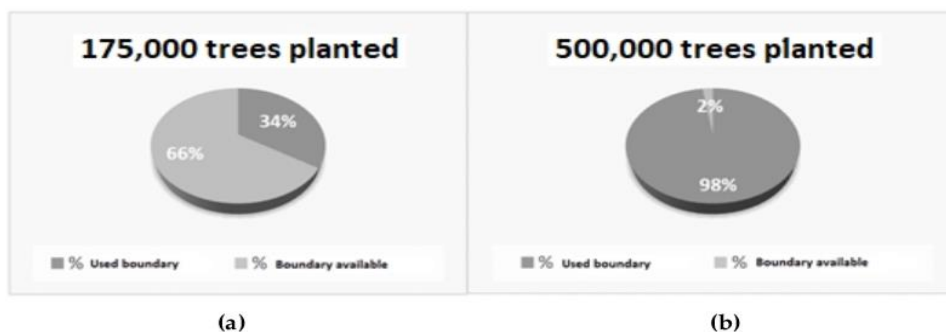 175,000 trees planted
34%
66%
% Used boundary % Boundary available
(a)
500,000 trees planted
2%
98%
% Used boundary % Boundary available
(b)